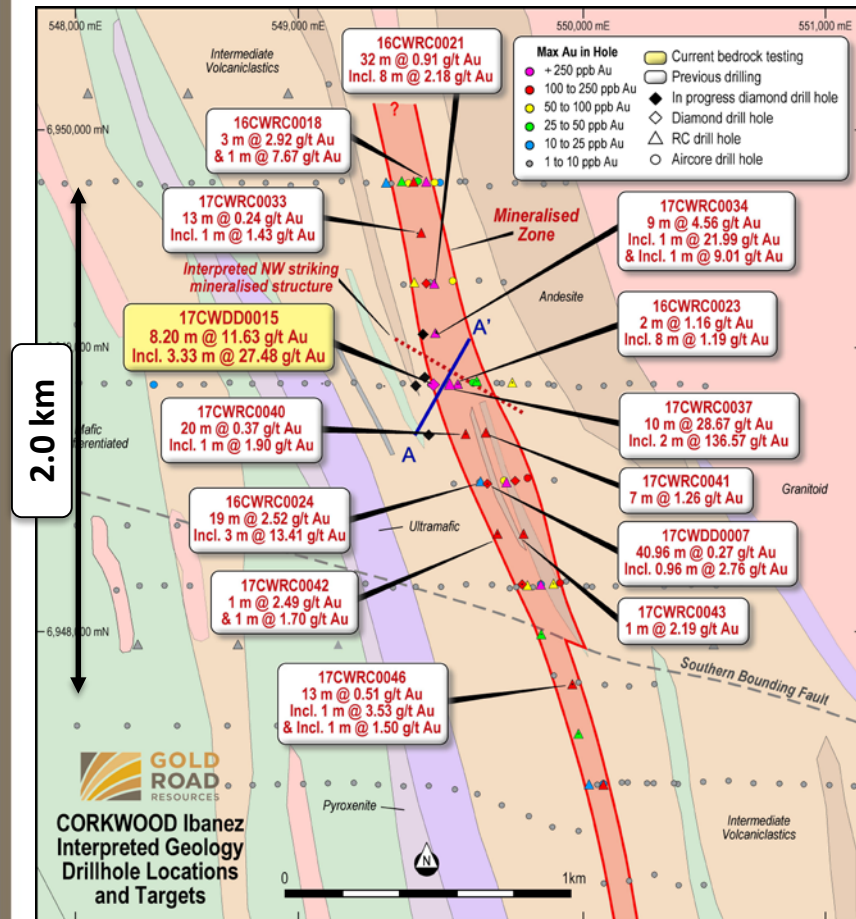 548,000 mE
549,000 mE
550,000 mE
551,000 mE
6,950,000 mN
6,948,000 mN
Intermediate
Volcaniclastics
16CWRC0021
32 m @ 0.91 g/t Au
Incl. 8 m @ 2.18 g/t Au
Max Au in Hole
+ 250 ppb Au
100 to 250 ppb Au
50 to 100 ppb Au
25 to 50 ppb Au
10 to 25 ppb Au
1 to 10 ppb Au
Current bedrock testing
Previous drilling
In progress diamond drill hole
Diamond drill hole
RC drill hole
Aircore drill hole
?
16CWRC0018
3 m @ 2.92 g/t Au
& 1 m @ 7.67 g/t Au
17CWRC0033
13 m @ 0.24 g/t Au
Incl. 1 m @ 1.43 g/t Au
Mineralised
Zone
17CWRC0034
9 m @ 4.56 g/t Au
Incl. 1 m @ 21.99 g/t Au
& Incl. 1 m @ 9.01 g/t Au
Interpreted NW striking
mineralised structure
Andesite
17CWDD0015
8.20 m @ 11.63 g/t Au
Incl. 3.33 m @ 27.48 g/t Au
A'
A
16CWRC0023
2 m @ 1.16 g/t Au
Incl. 8 m @ 1.19 g/t Au
2.0 km
17CWRC0040
20 m @ 0.37 g/t Au
Incl. 1 m @ 1.90 g/t Au
17CWRC0037
10 m @ 28.67 g/t Au
Incl. 2 m @ 136.57 g/t Au
17CWRC0041
7 m @ 1.26 g/t Au
Granitoid
16CWRC0024
19 m @ 2.52 g/t Au
Incl. 3 m @ 13.41 g/t Au
Ultramafic
17CWDD0007
40.96 m @ 0.27 g/t Au
Incl. 0.96 m @ 2.76 g/t Au
17CWRC0042
1 m @ 2.49 g/t Au
& 1 m @ 1.70 g/t Au
17CWRC0043
1 m @ 2.19 g/t Au
Southern Bounding Fault
17CWRC0046
13 m @ 0.51 g/t Au
Incl. 1 m @ 3.53 g/t Au
& Incl. 1 m @ 1.50 g/t Au
GOLD
ROAD
RESOURCES
Pyroxenite
Intermediate
Volcaniclastics
CORKWOOD Ibanez
Interpreted Geology
Drillhole Locations
and Targets
N
0
1km